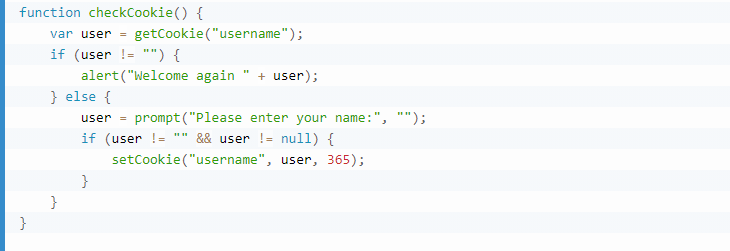 function checkCookie() {
    var user = getCookie("username");
    if (user != "") {
        alert("Welcome again " + user);
    } else {
        user = prompt("Please enter your name:", "");
        if (user != "" && user != null) {
            setCookie("username", user, 365);
        }
    }
}